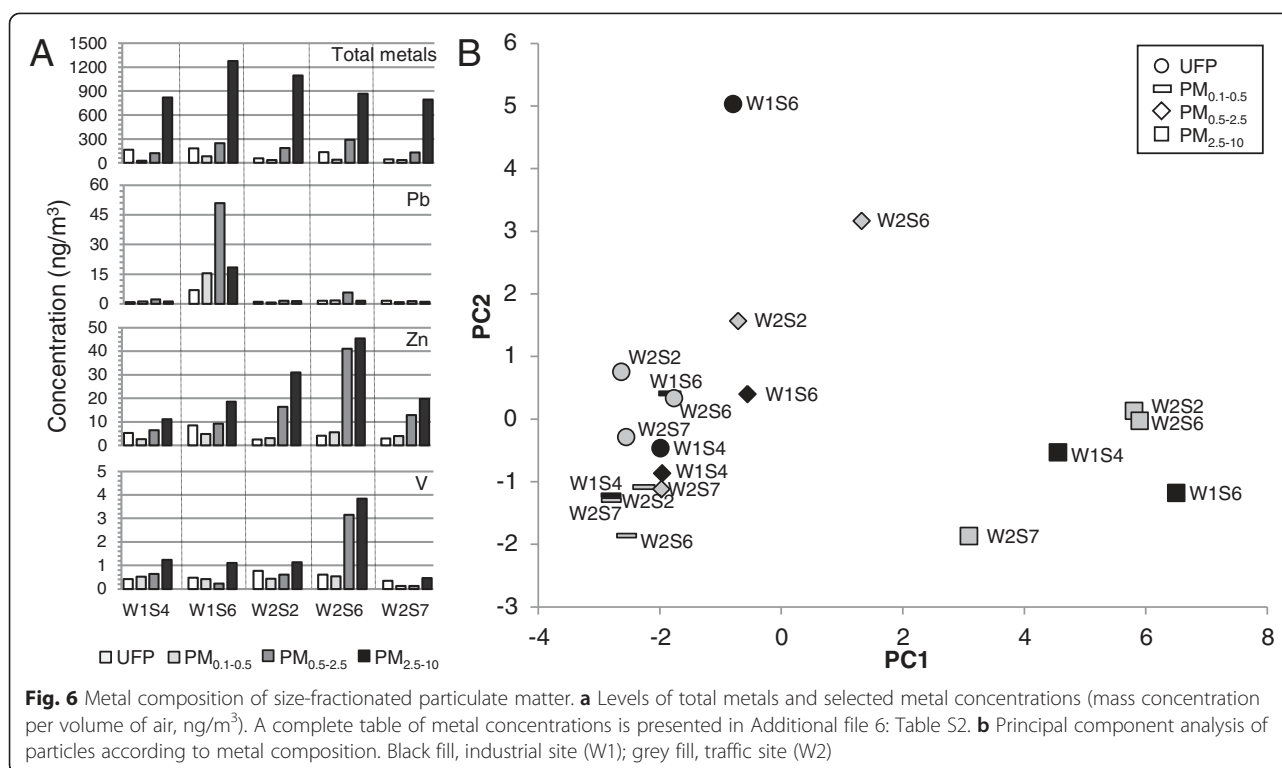 A
1500
1200
900
600
300
0
Total metals
60
45
30
15
0
Pb
50
40
30
20
10
0
Zn
5
4
3
2
1
0
V
Concentration (ng/m³)
W1S4 W1S6 W2S2 W2S6 W2S7
UFP PM0.1-0.5 PM0.5-2.5 PM2.5-10
B
6
5
4
3
2
1
0
-1
-2
-3
PC2
-4 -2 0 2 4 6 8
PC1
UFP
PM0.1-0.5
PM0.5-2.5
PM2.5-10
W1S6
W2S6
W2S2
W2S2
W1S6
W2S6
W1S6
W2S7
W1S4
W1S4
W2S7
W1S4
W2S2
W2S7
W2S6
W2S2
W2S6
W1S4
W1S6
W2S7
Fig. 6 Metal composition of size-fractionated particulate matter. a Levels of total metals and selected metal concentrations (mass concentration
per volume of air, ng/m³). A complete table of metal concentrations is presented in Additional file 6: Table S2. b Principal component analysis of
particles according to metal composition. Black fill, industrial site (W1); grey fill, traffic site (W2)